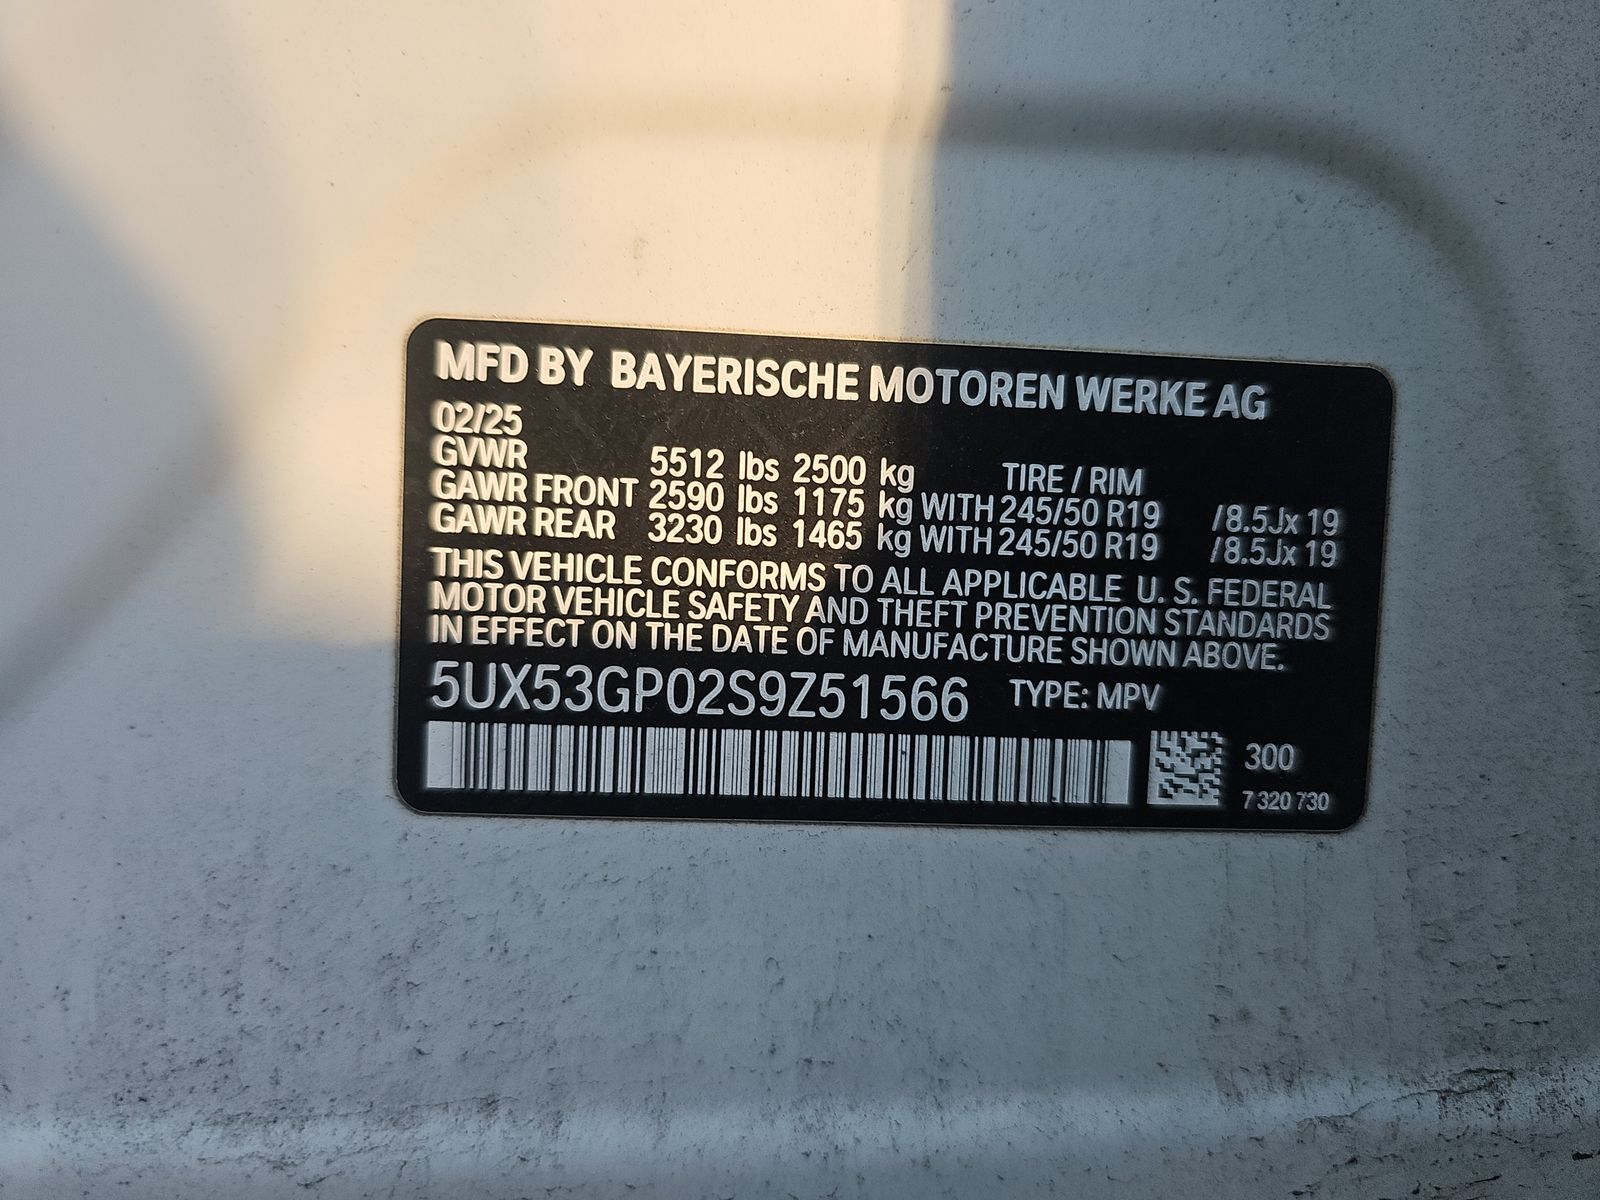 MFD BY BAYERISCHE MOTOREN WERKE AG
02/25
GVWR 5512 lbs 2500 kg TIRE / RIM
GAWR FRONT 2590 lbs 1175 kg WITH 245/50 R19 /8.5Jx 19
GAWR REAR 3230 lbs 1465 kg WITH 245/50 R19 /8.5Jx 19
THIS VEHICLE CONFORMS TO ALL APPLICABLE U. S. FEDERAL
MOTOR VEHICLE SAFETY AND THEFT PREVENTION STANDARDS
IN EFFECT ON THE DATE OF MANUFACTURE SHOWN ABOVE.
5UX53GP02S9Z51566 TYPE: MPV
300
7 320 730